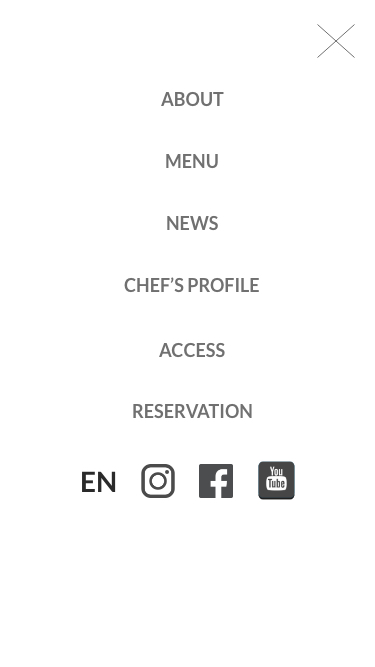 ABOUT
MENU
NEWS
CHEF'S PROFILE
ACCESS
RESERVATION
EN
You
Tube